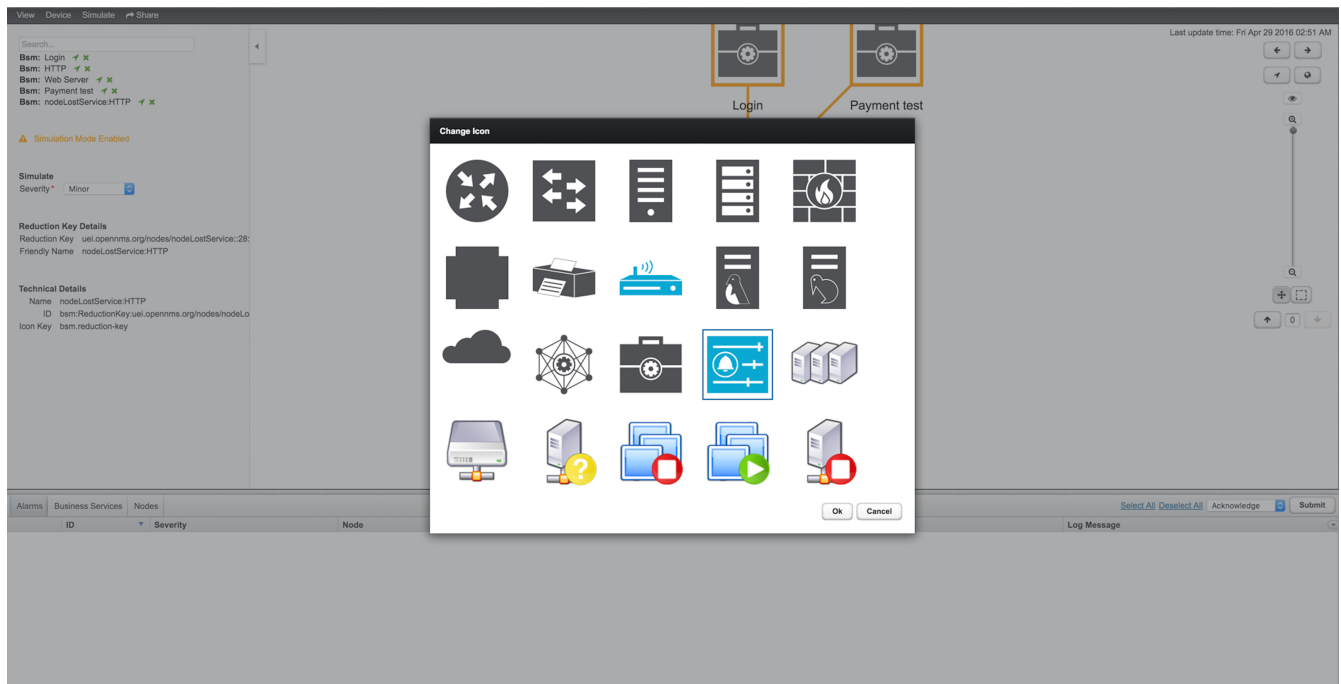 View Device Simulate Share
Last update time: Fri Apr 29 2016 02:51 AM
Search...
Bsm: Login
Bsm: HTTP
Bsm: Web Server
Bsm: Payment test
Bsm: nodeLostService:HTTP
Simulation Mode Enabled
Simulate
Severity* Minor
Reduction Key Details
Reduction Key uei.opennms.org/nodes/nodeLostService::28:
Friendly Name nodeLostService:HTTP
Technical Details
Name nodeLostService:HTTP
ID bsm:ReductionKey:uei.opennms.org/nodes/nodeLo
Icon Key bsm.reduction-key
Login Payment test
Change Icon
?
Ok Cancel
0
Alarms Business Services Nodes
Select All Deselect All Acknowledge Submit
ID Severity Node Log Message